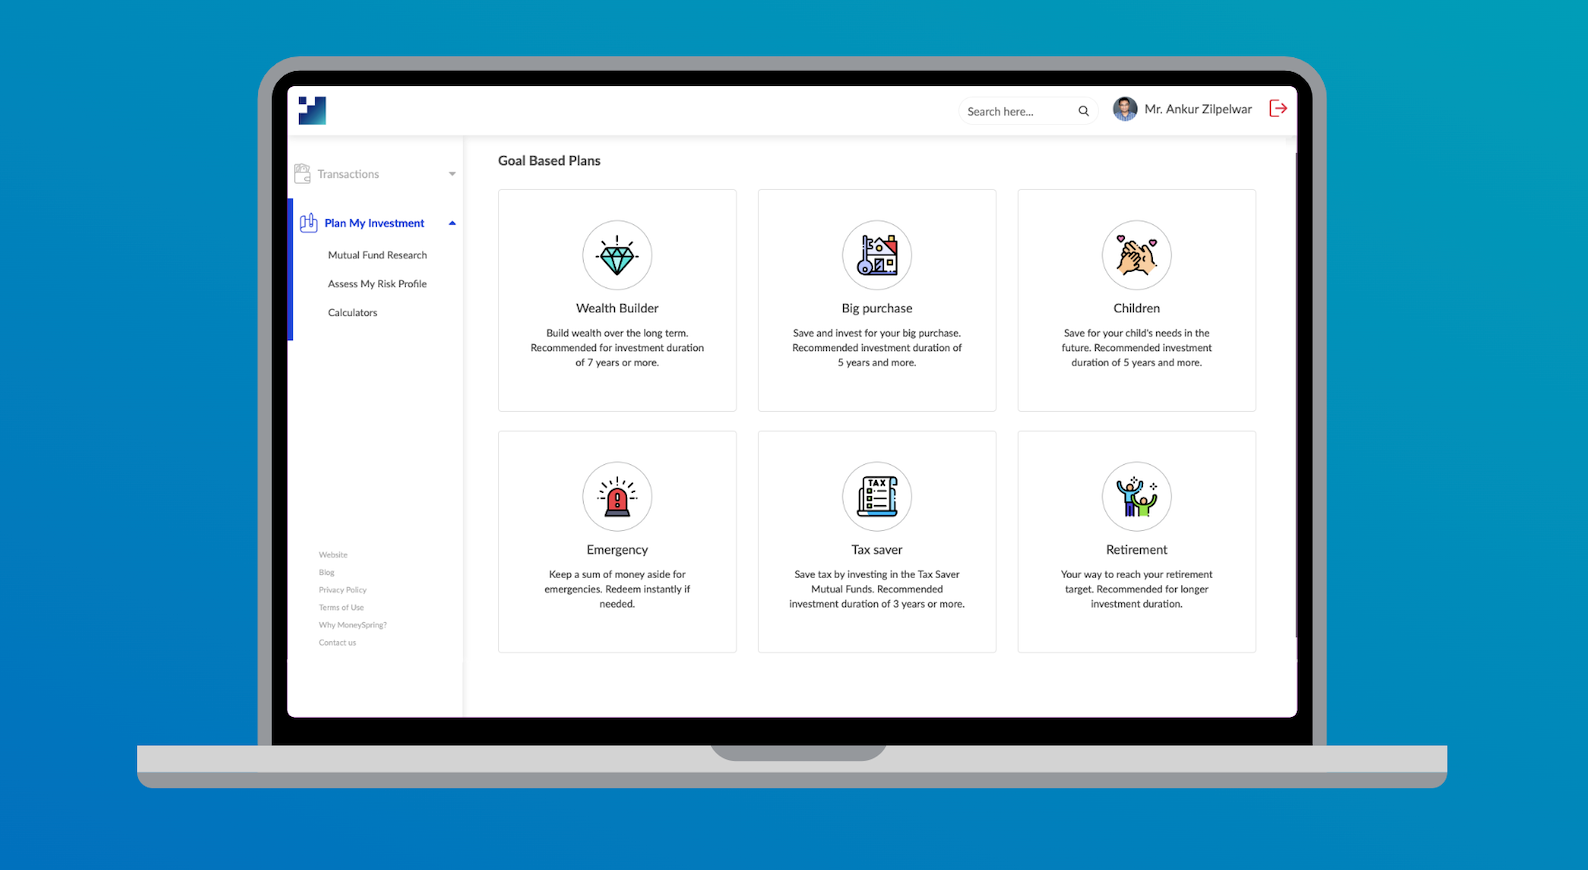 Search here...
Mr. Ankur Zilpelwar
Transactions
Plan My Investment
Mutual Fund Research
Assess My Risk Profile
Calculators
Website
Blog
Privacy Policy
Terms of Use
Why MoneySpring?
Contact us
Goal Based Plans
Wealth Builder
Build wealth over the long term.
Recommended for investment duration
of 7 years or more.
Big purchase
Save and invest for your big purchase.
Recommended investment duration of
5 years and more.
Children
Save for your child's needs in the
future. Recommended investment
duration of 5 years and more.
Emergency
Keep a sum of money aside for
emergencies. Redeem instantly if
needed.
TAX
Tax saver
Save tax by investing in the Tax Saver
Mutual Funds. Recommended
investment duration of 3 years or more.
Retirement
Your way to reach your retirement
target. Recommended for longer
investment duration.